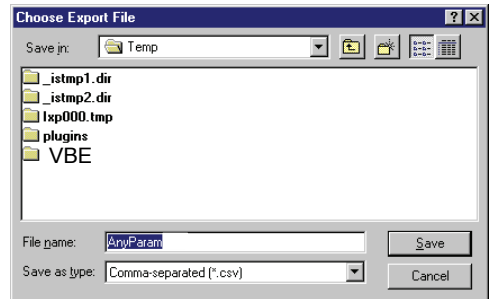 Choose Export File
Save in: Temp
_istmp1.dir
_istmp2.dir
lxp000.tmp
plugins
VBE
File name: AnyParam Save
Save as type: Comma-separated (*.csv) Cancel